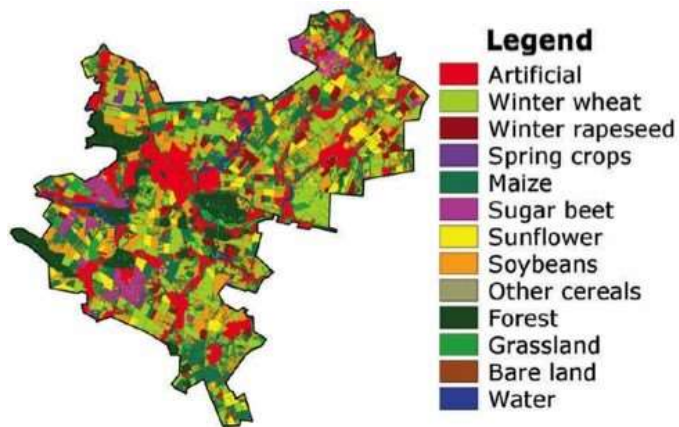 Legend
Artificial
Winter wheat
Winter rapeseed
Spring crops
Maize
Sugar beet
Sunflower
Soybeans
Other cereals
Forest
Grassland
Bare land
Water